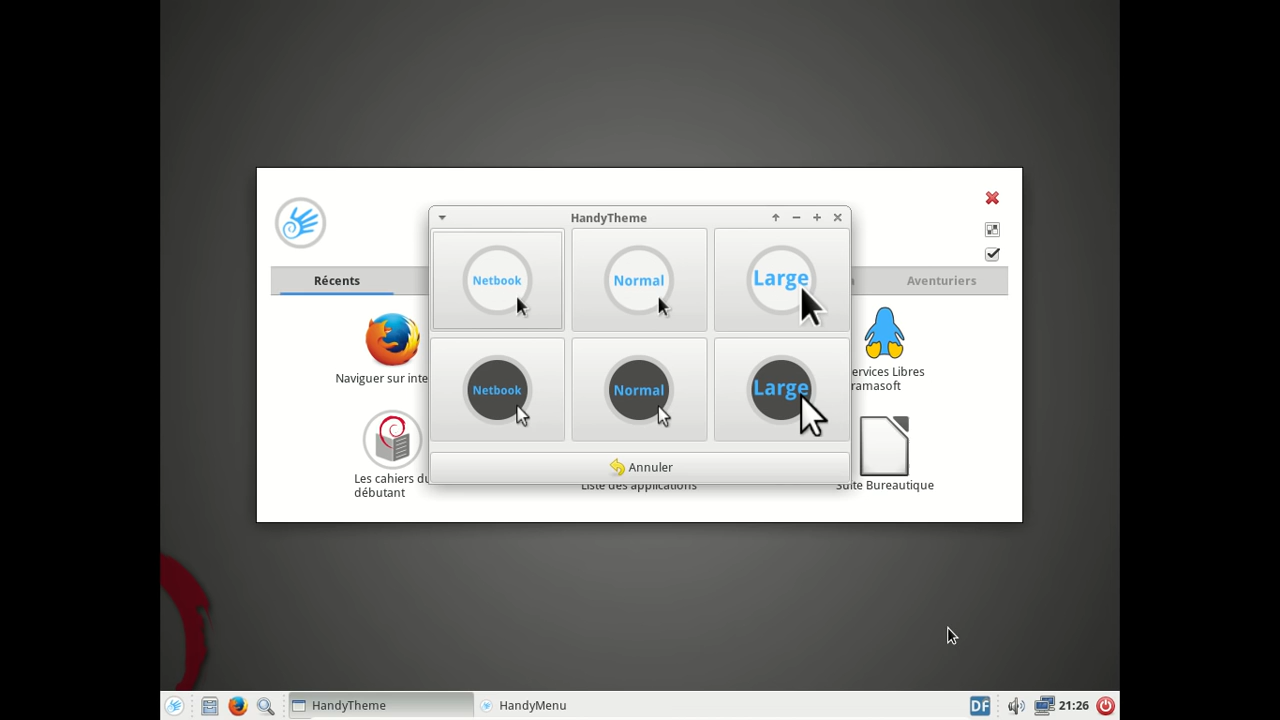 HandyTheme
Netbook
Normal
Large
Récents
Aventuriers
Naviguer sur inte
ervices Libres
ramasoft
Netbook
Normal
Large
Annuler
Les cahiers du
débutant
Liste des applications
Suite Bureautique
HandyTheme
HandyMenu
DF
21:26